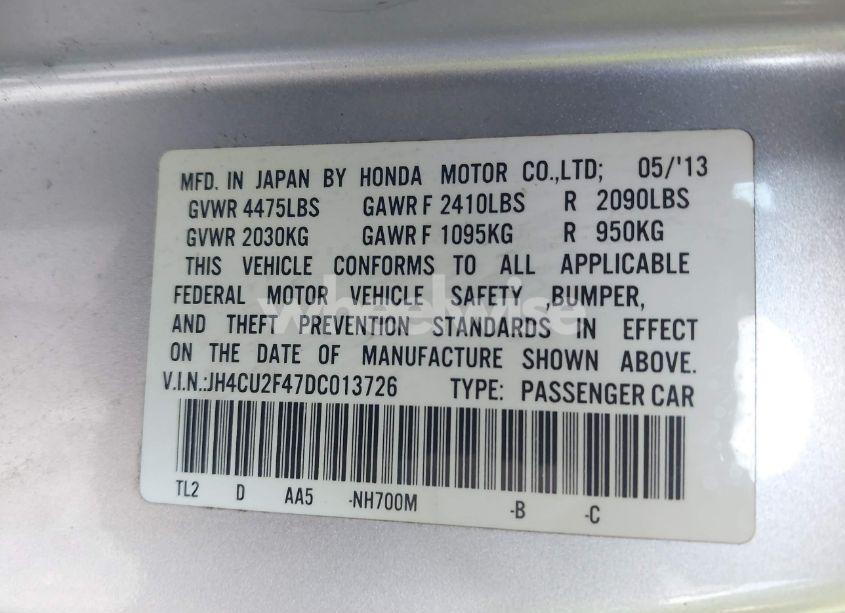 MFD. IN JAPAN BY HONDA MOTOR CO.,LTD; 05/'13
GVWR 4475LBS GAWR F 2410LBS R 2090LBS
GVWR 2030KG GAWR F 1095KG R 950KG
THIS VEHICLE CONFORMS TO ALL APPLICABLE
FEDERAL MOTOR VEHICLE SAFETY ,BUMPER,
AND THEFT PREVENTION STANDARDS IN EFFECT
ON THE DATE OF MANUFACTURE SHOWN ABOVE.
V.I.N.:JH4CU2F47DC013726 TYPE: PASSENGER CAR
TL2 D AA5 -NH700M -B -C
wheelwise